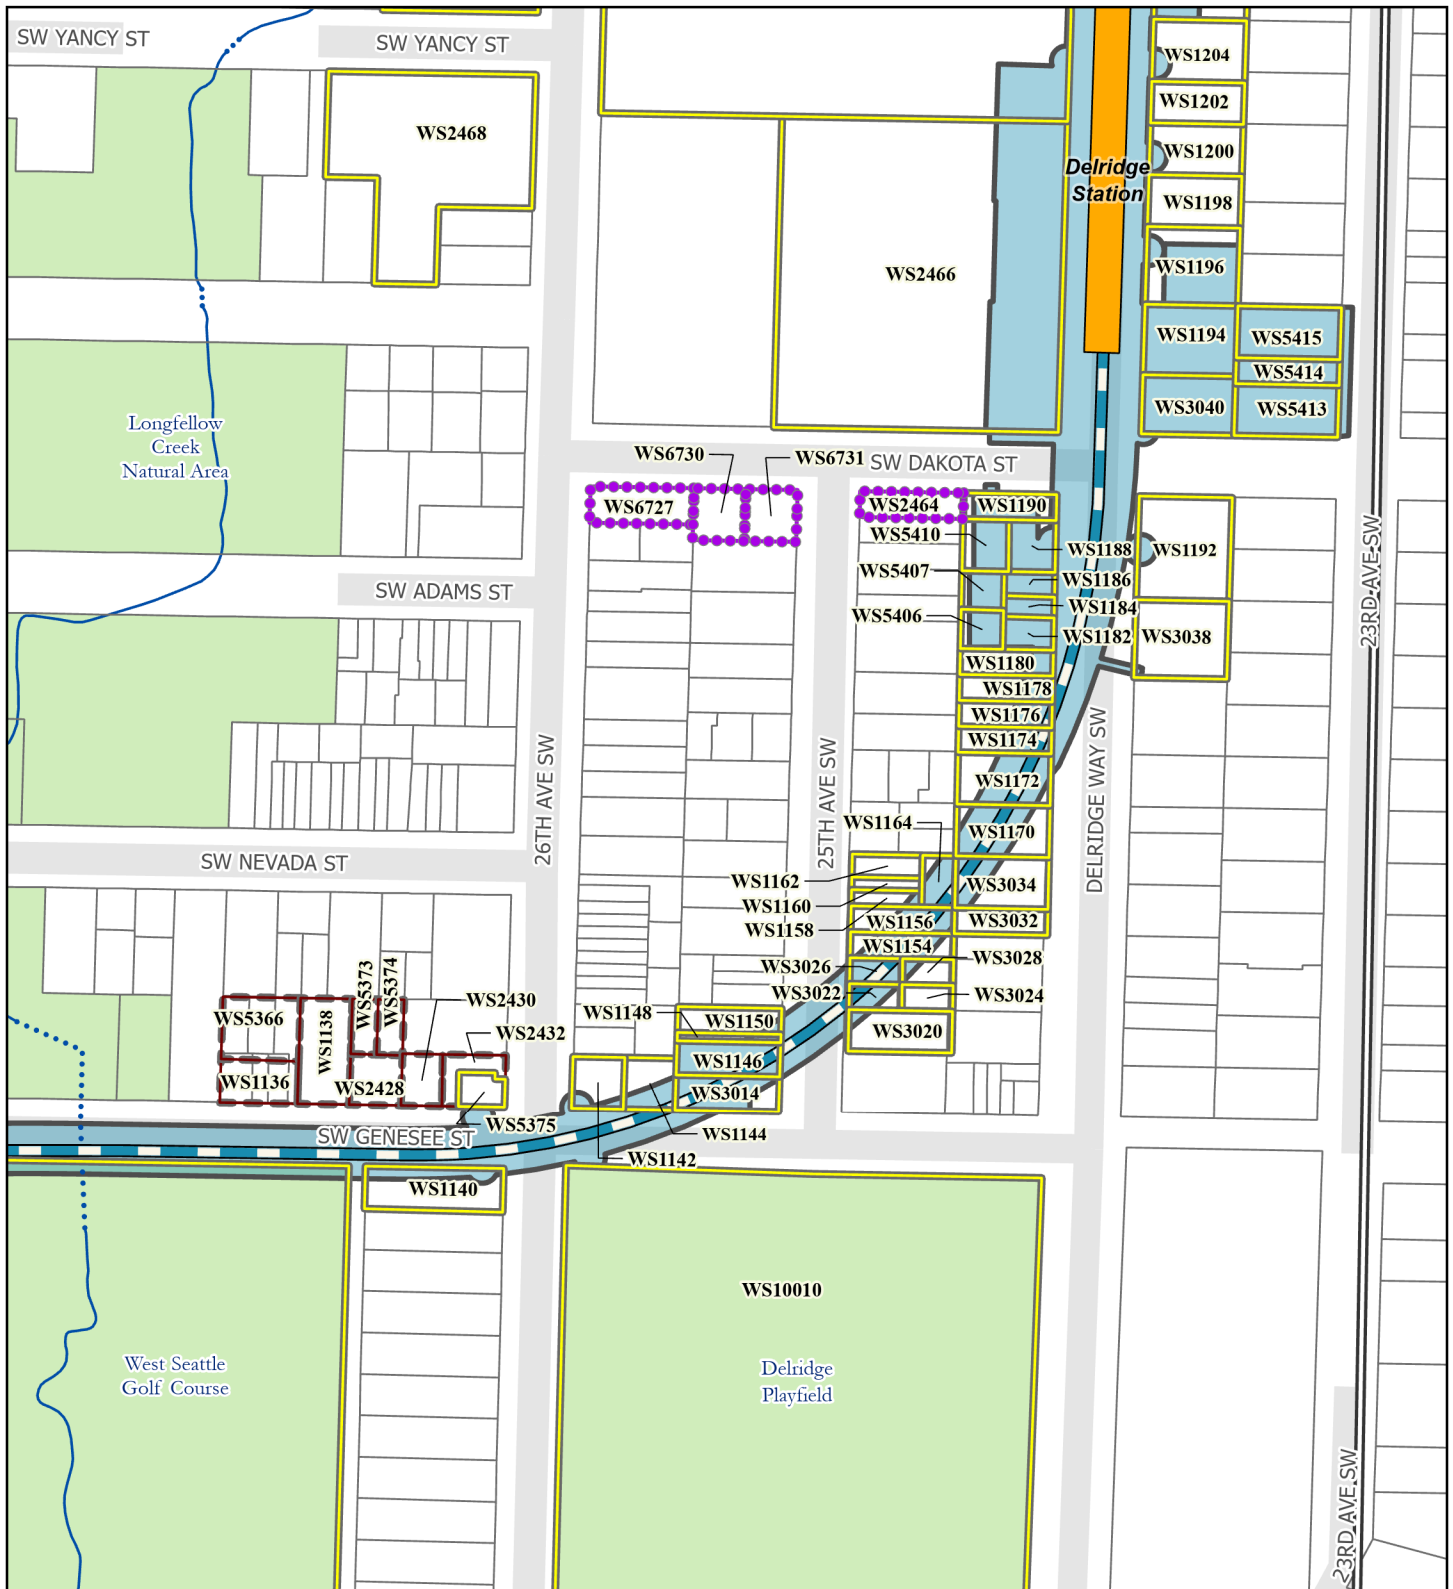 SW YANCY ST
SW YANCY ST
WS1204
WS1202
WS2468
WS1200
Delridge
Station
WS1198
WS1196
WS2466
WS1194
WS5415
WS5414
WS3040
WS5413
Longfellow
Creek
Natural Area
WS6730
WS6731
SW DAKOTA ST
WS6727
WS2464
WS1190
WS5410
WS1188
WS1192
WS5407
WS1186
SW ADAMS ST
WS1184
WS5406
WS1182
WS3038
23RD AVE SW
WS1180
WS1178
WS1176
WS1174
WS1172
26TH AVE SW
25TH AVE SW
DELRIDGE WAY SW
WS1164
WS1170
SW NEVADA ST
WS1162
WS3034
WS1160
WS1158
WS1156
WS3032
WS1154
WS3028
WS3026
WS3022
WS3024
WS5373
WS5374
WS2430
WS5366
WS1138
WS2432
WS1148
WS1150
WS3020
WS1146
WS1136
WS2428
WS3014
WS5375
SW GENESEE ST
WS1144
WS1142
WS1140
WS10010
West Seattle
Golf Course
Delridge
Playfield
23RD AVE SW